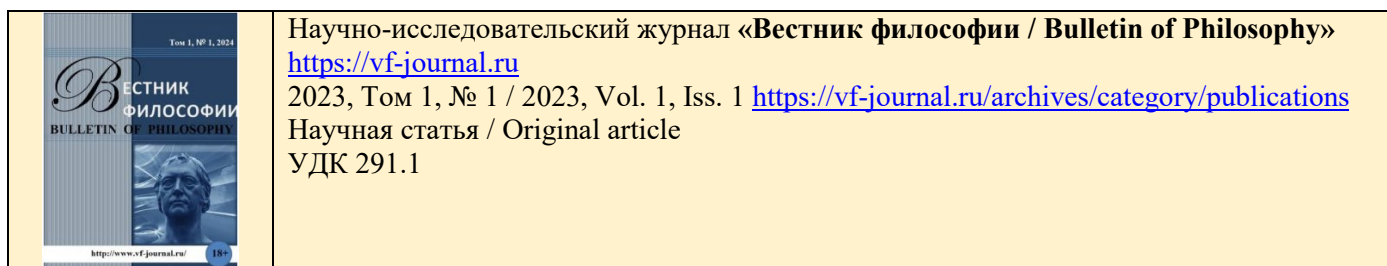 Том 1, № 1, 2024
ВЕСТНИК
ФИЛОСОФИИ
BULLETIN OF PHILOSOPHY
http://www.vf-journal.ru/
18+
Научно-исследовательский журнал «Вестник философии / Bulletin of Philosophy»
https://vf-journal.ru
2023, Том 1, № 1 / 2023, Vol. 1, Iss. 1 https://vf-journal.ru/archives/category/publications
Научная статья / Original article
УДК 291.1